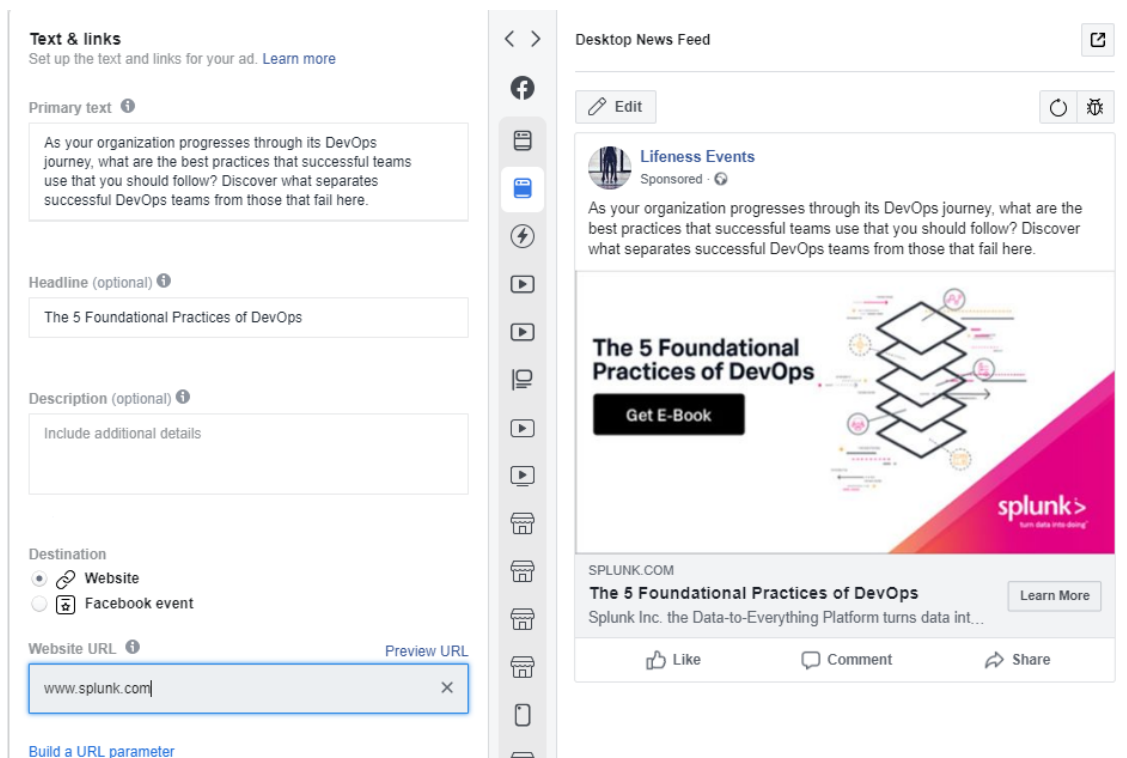 Text & links
Set up the text and links for your ad. Learn more
Primary text
As your organization progresses through its DevOps
journey, what are the best practices that successful teams
use that you should follow? Discover what separates
successful DevOps teams from those that fail here.
Headline (optional)
The 5 Foundational Practices of DevOps
Description (optional)
Include additional details
Destination
Website
Facebook event
Website URL
Preview URL
www.splunk.com
Build a URL parameter
Desktop News Feed
Edit
Lifeness Events
Sponsored ·
As your organization progresses through its DevOps journey, what are the
best practices that successful teams use that you should follow? Discover
what separates successful DevOps teams from those that fail here.
The 5 Foundational
Practices of DevOps
Get E-Book
splunk>
turn data into doing
SPLUNK.COM
The 5 Foundational Practices of DevOps
Learn More
Splunk Inc. the Data-to-Everything Platform turns data int...
Like
Comment
Share